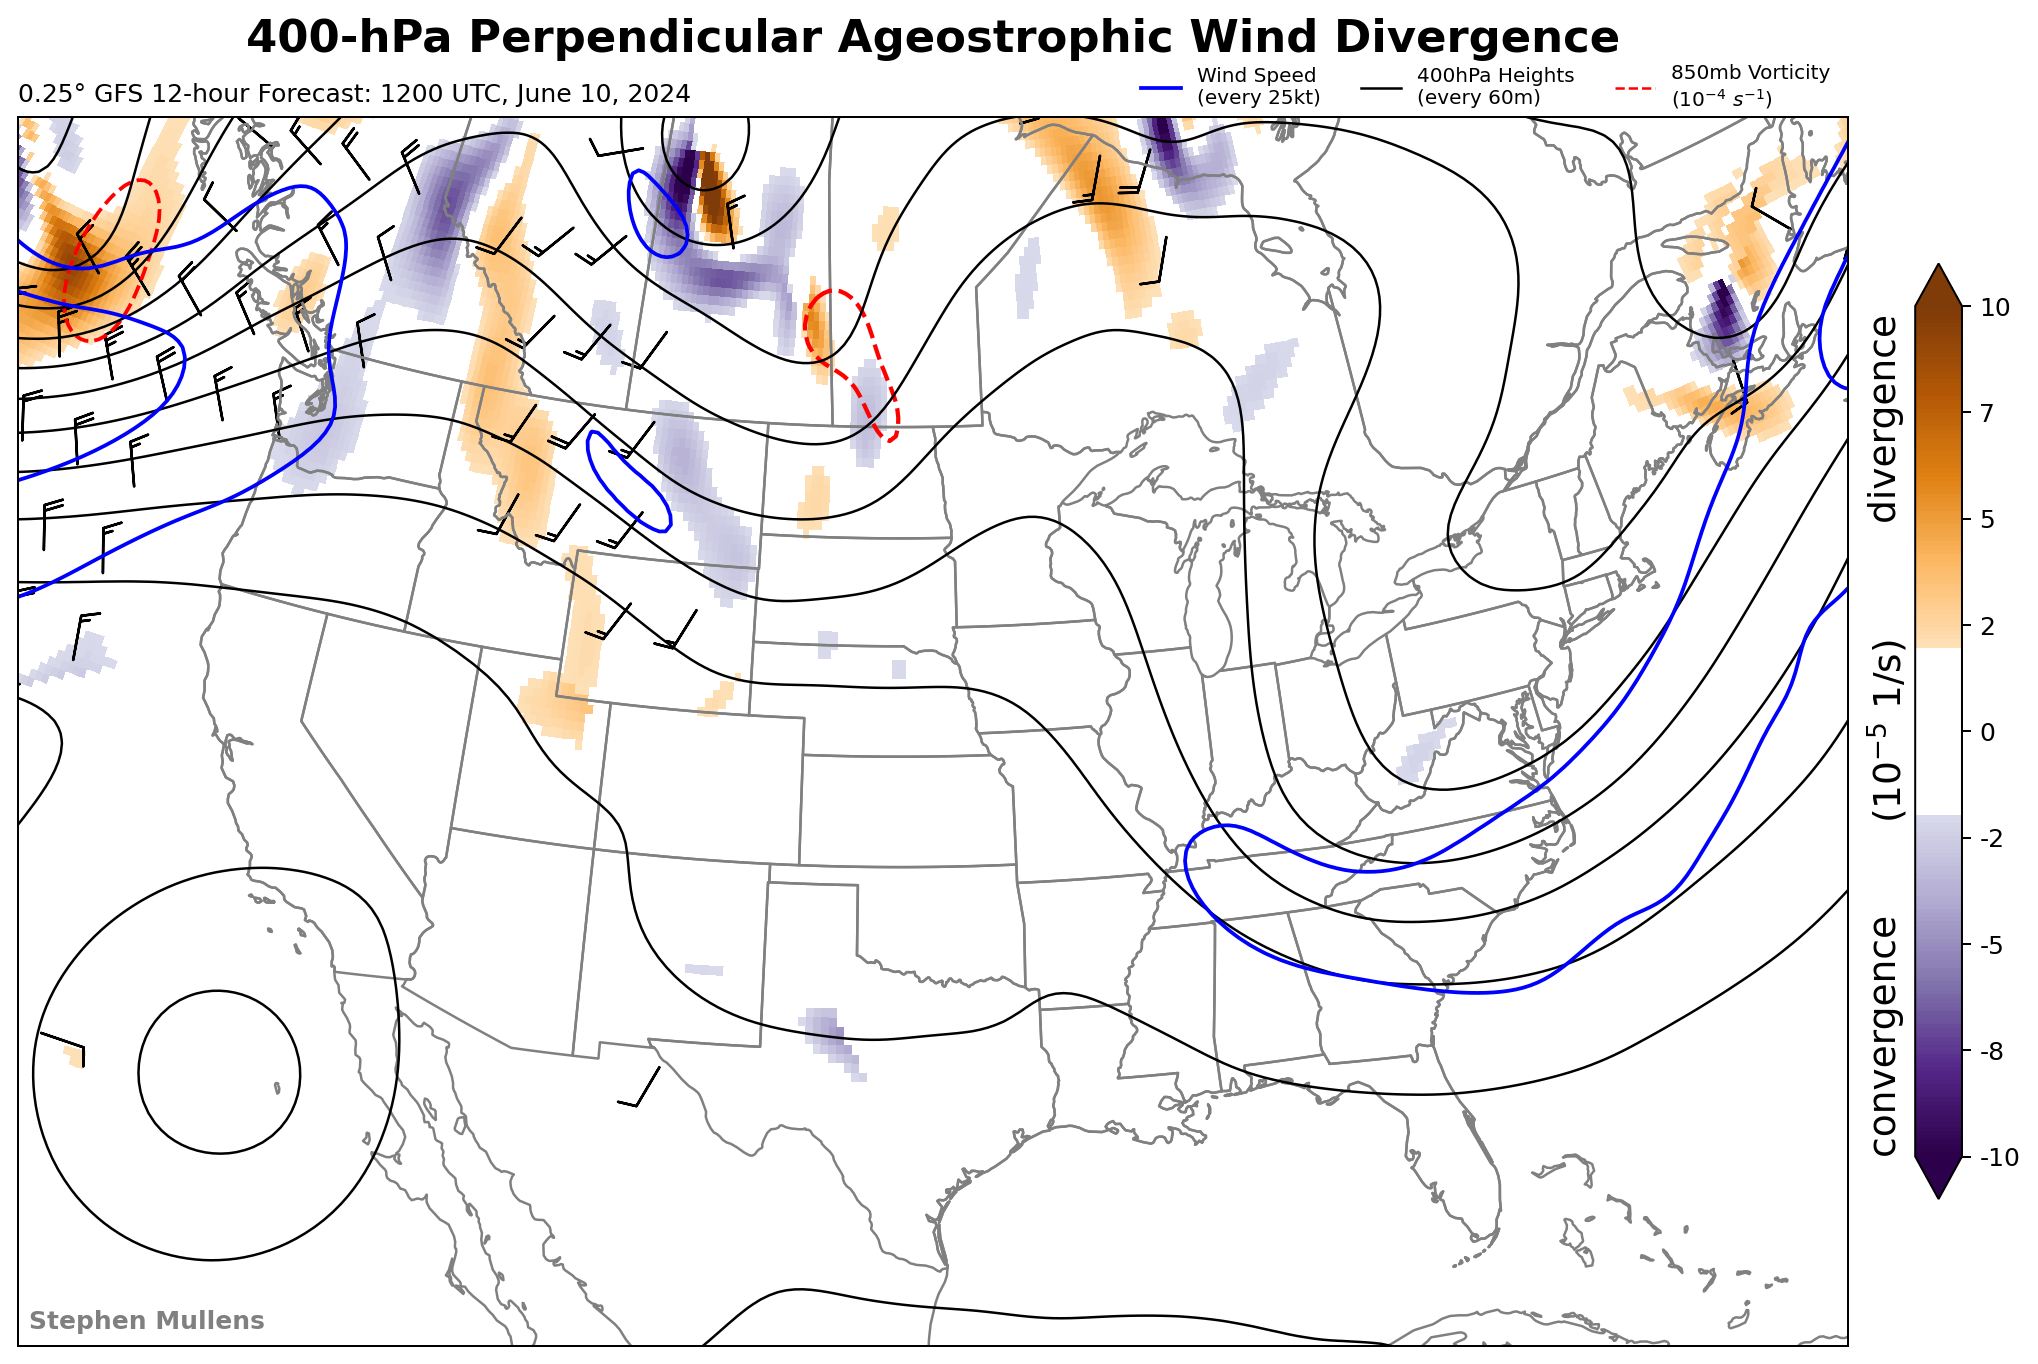 400-hPa Perpendicular Ageostrophic Wind Divergence
0.25° GFS 12-hour Forecast: 1200 UTC, June 10, 2024
Wind Speed
(every 25kt)
400hPa Heights
(every 60m)
850mb Vorticity
(10⁻⁴ s⁻¹)
10
7
5
2
0
-2
-5
-8
-10
convergence (10⁻⁵ 1/s) divergence
Stephen Mullens